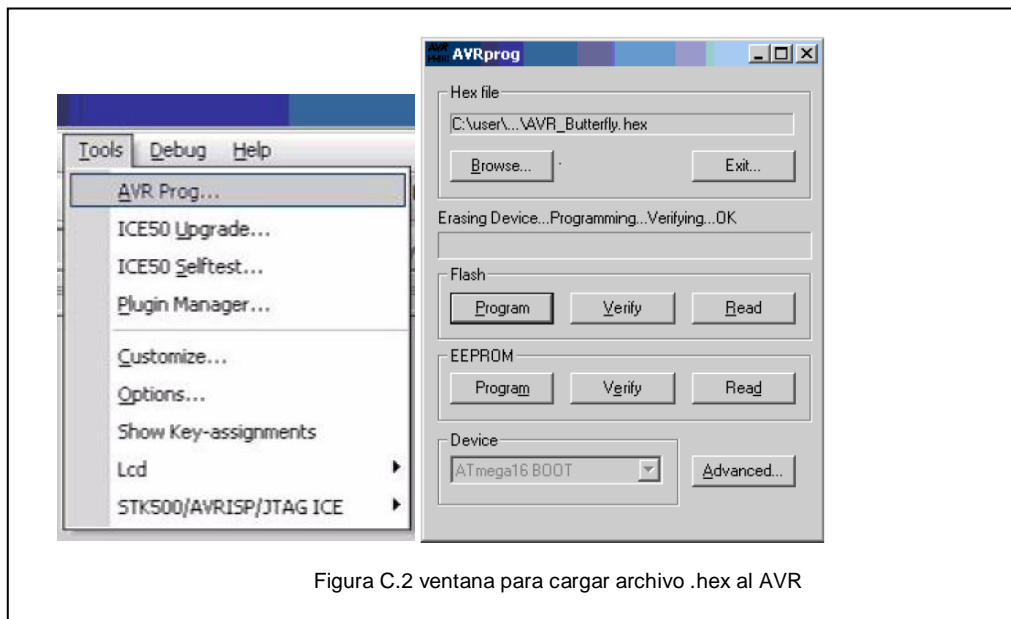 Tools Debug Help
AVR Prog...
ICE50 Upgrade...
ICE50 Selftest...
Plugin Manager...
Customize...
Options...
Show Key-assignments
Lcd
STK500/AVRISP/JTAG ICE
AVRprog
Hex file
C:\user\...\AVR_Butterfly.hex
Browse... Exit...
Erasing Device...Programming...Verifying...OK
Flash
Program Verify Read
EEPROM
Program Verify Read
Device
ATmega16 BOOT Advanced...
Figura C.2 ventana para cargar archivo .hex al AVR